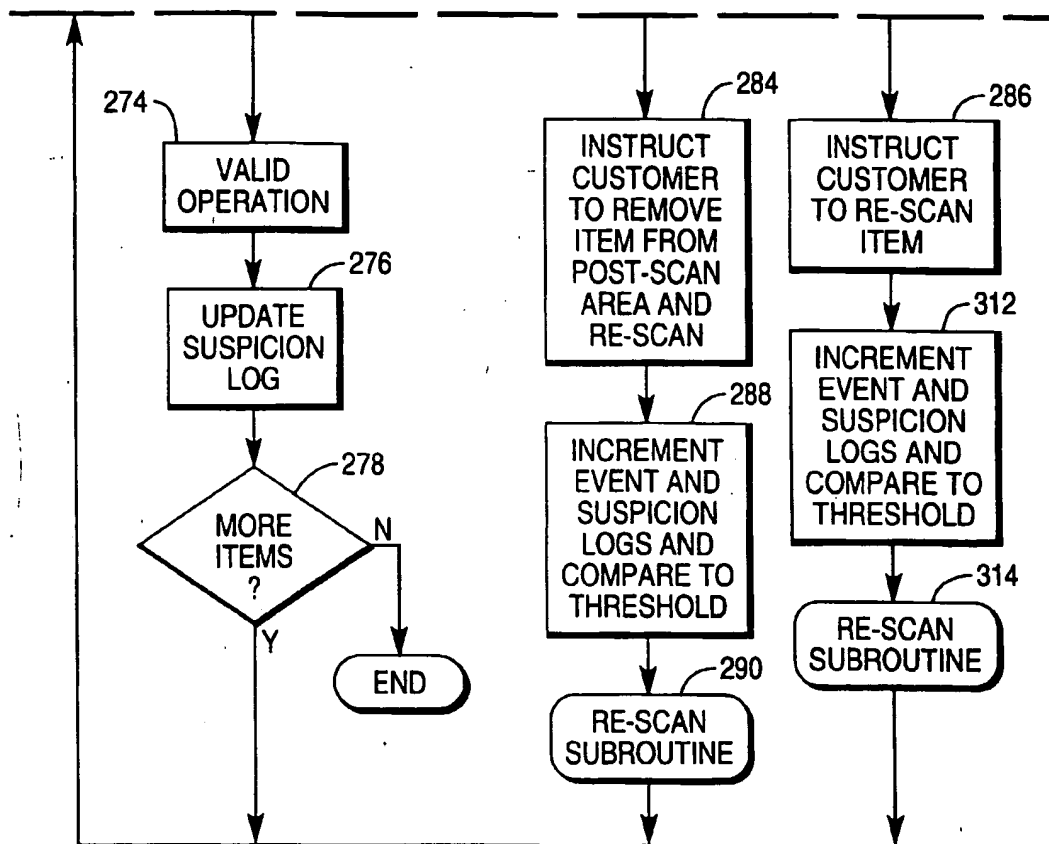 274
VALID
OPERATION
276
UPDATE
SUSPICION
LOG
278
MORE
ITEMS
?
N
Y
END
284
INSTRUCT
CUSTOMER
TO REMOVE
ITEM FROM
POST-SCAN
AREA AND
RE-SCAN
288
INCREMENT
EVENT AND
SUSPICION
LOGS AND
COMPARE TO
THRESHOLD
290
RE-SCAN
SUBROUTINE
286
INSTRUCT
CUSTOMER
TO RE-SCAN
ITEM
312
INCREMENT
EVENT AND
SUSPICION
LOGS AND
COMPARE TO
THRESHOLD
314
RE-SCAN
SUBROUTINE